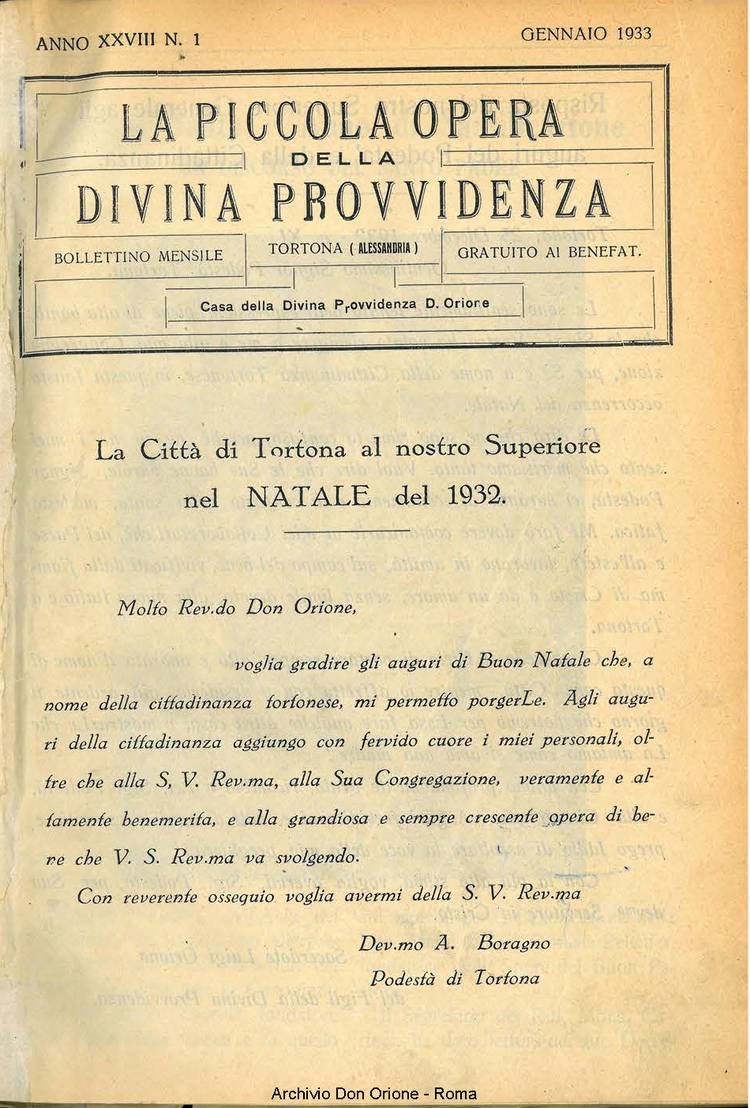 ANNO XXVIII N. 1
GENNAIO 1933
LA PICCOLA OPERA
DELLA
DIVINA PROVVIDENZA
BOLLETTINO MENSILE
TORTONA ( ALESSANDRIA )
GRATUITO AI BENEFAT.
Casa della Divina Provvidenza D. Orione
La Città di Tortona al nostro Superiore
nel NATALE del 1932.
Molto Rev.do Don Orione,
voglia gradire gli auguri di Buon Natale che, a
nome della cittadinanza tortonese, mi permetto porgerLe. Agli augu-
ri della cittadinanza aggiungo con fervido cuore i miei personali, ol-
tre che alla S, V. Rev.ma, alla Sua Congregazione, veramente e al-
tamente benemerita, e alla grandiosa e sempre crescente opera di be-
ne che V. S. Rev.ma va svolgendo.
Con reverente ossequio voglia avermi della S. V. Rev.ma
Dev.mo A. Boragno
Podestà di Tortona
Archivio Don Orione - Roma